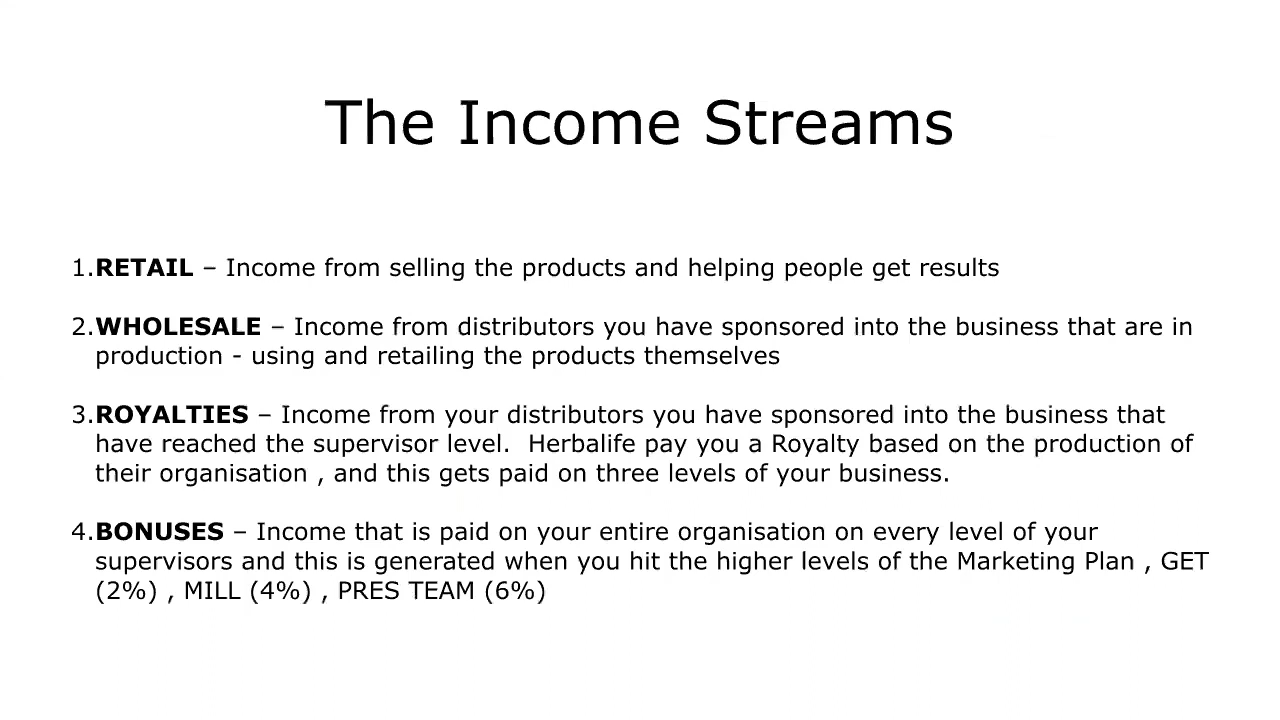 The Income Streams
1.RETAIL – Income from selling the products and helping people get results
2.WHOLESALE – Income from distributors you have sponsored into the business that are in
production - using and retailing the products themselves
3.ROYALTIES – Income from your distributors you have sponsored into the business that
have reached the supervisor level.  Herbalife pay you a Royalty based on the production of
their organisation , and this gets paid on three levels of your business.
4.BONUSES – Income that is paid on your entire organisation on every level of your
supervisors and this is generated when you hit the higher levels of the Marketing Plan , GET
(2%) , MILL (4%) , PRES TEAM (6%)